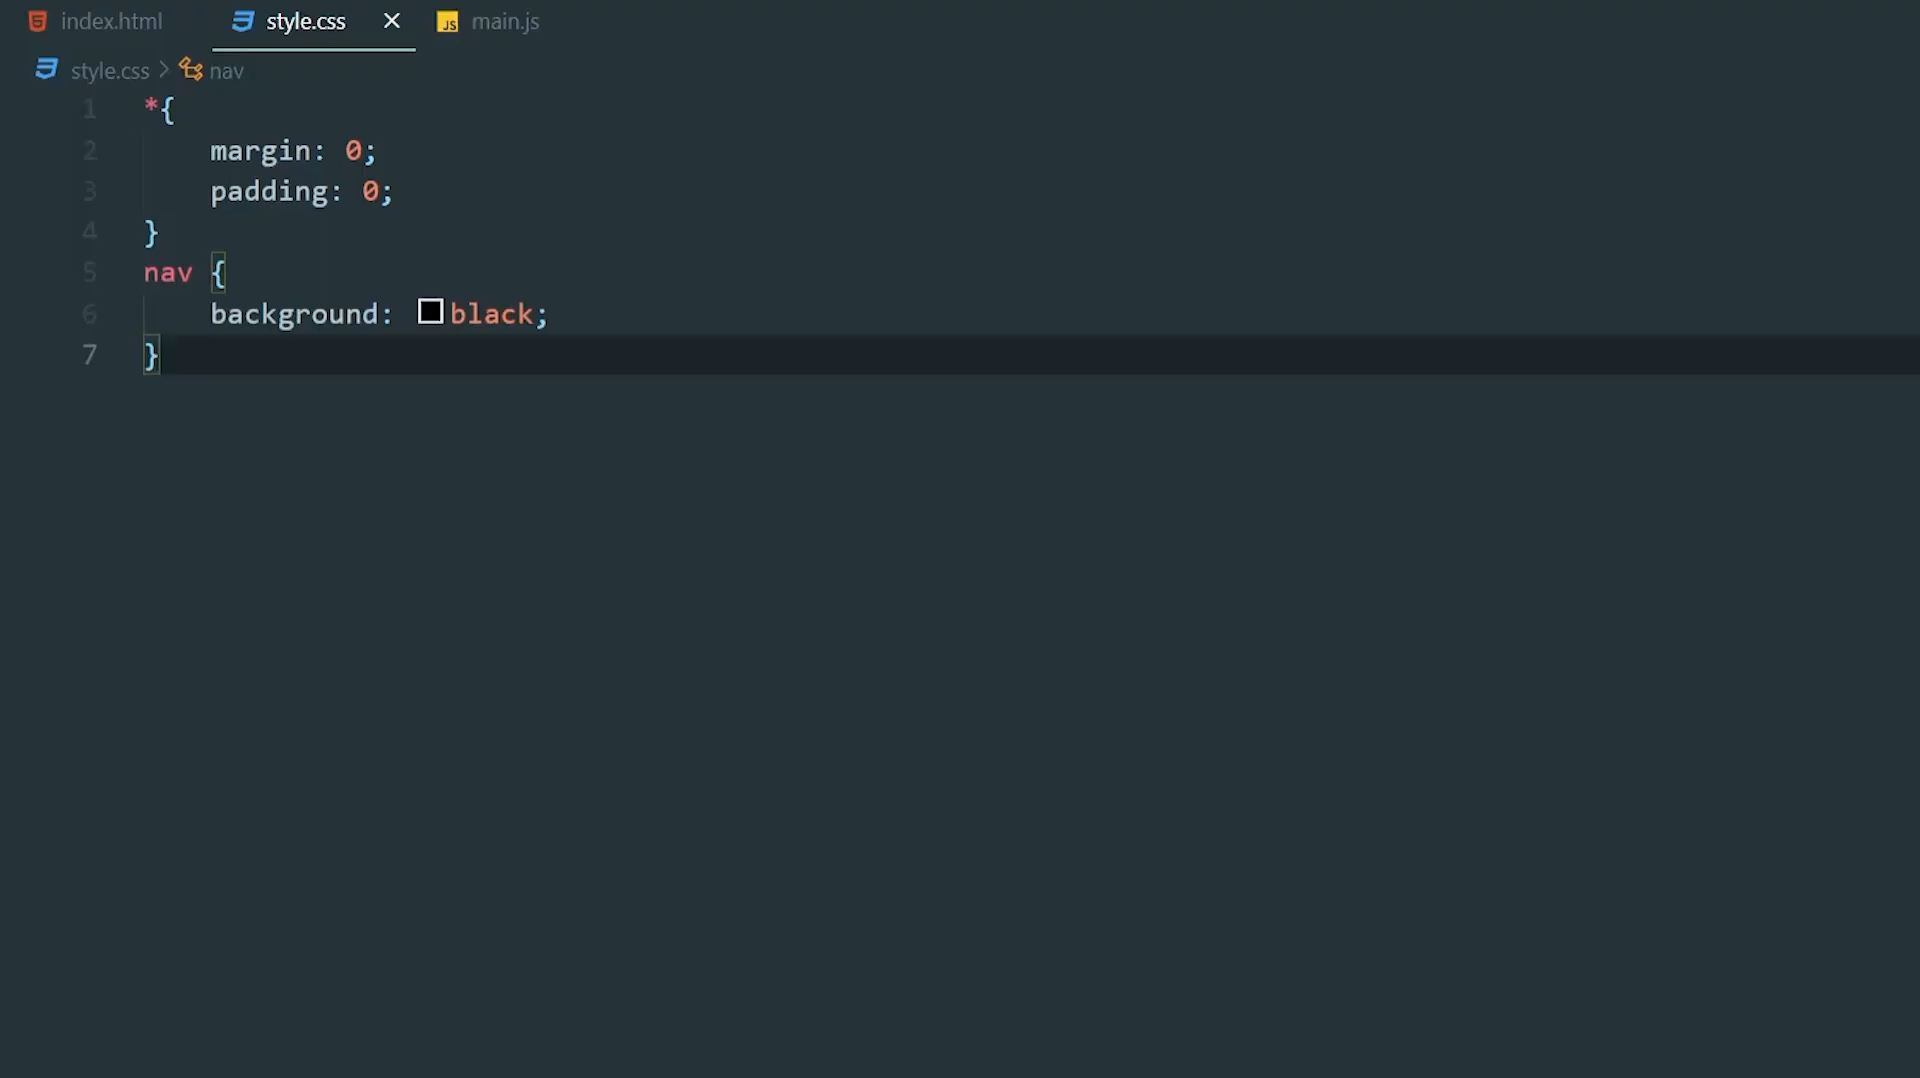 index.html style.css × main.js
style.css > nav
1 *{
2 margin: 0;
3 padding: 0;
4 }
5 nav {
6 background: black;
7 }